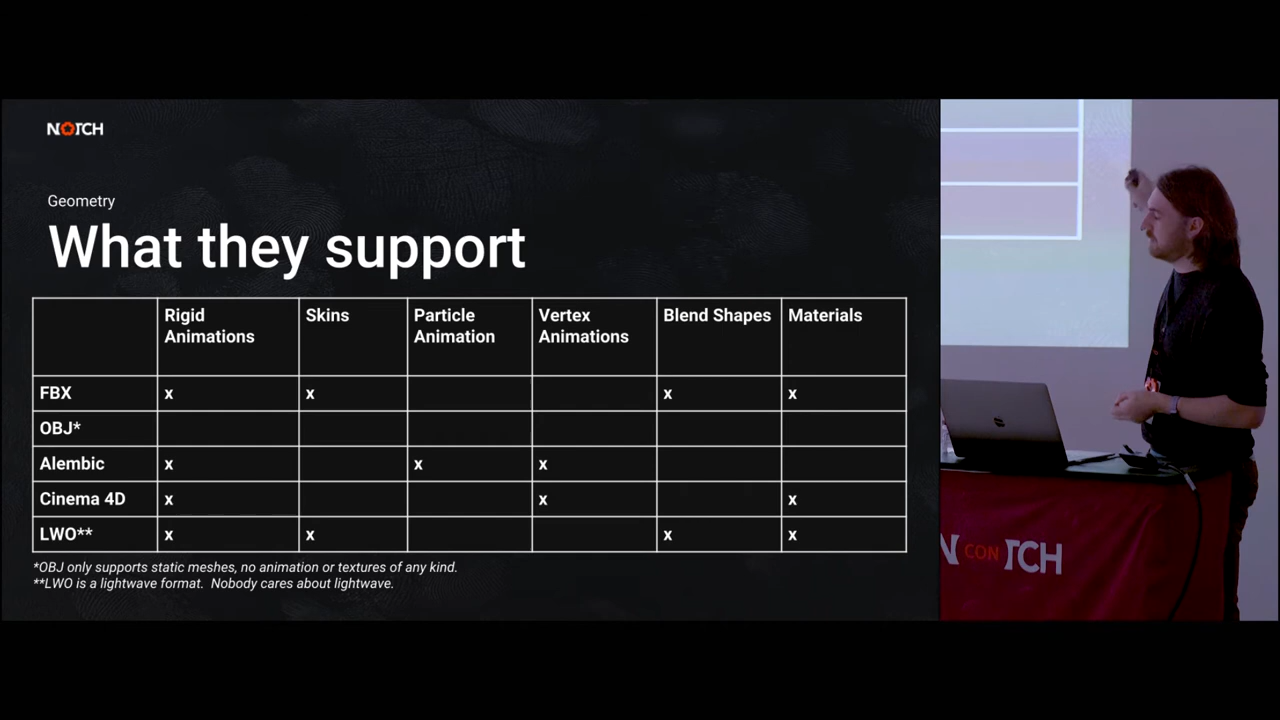 NOTCH
Geometry
What they support
Rigid Animations Skins Particle Animation Vertex Animations Blend Shapes Materials
FBX x x x x
OBJ*
Alembic x x x
Cinema 4D x x x
LWO** x x x x
*OBJ only supports static meshes, no animation or textures of any kind.
**LWO is a lightwave format. Nobody cares about lightwave.
N CON TCH